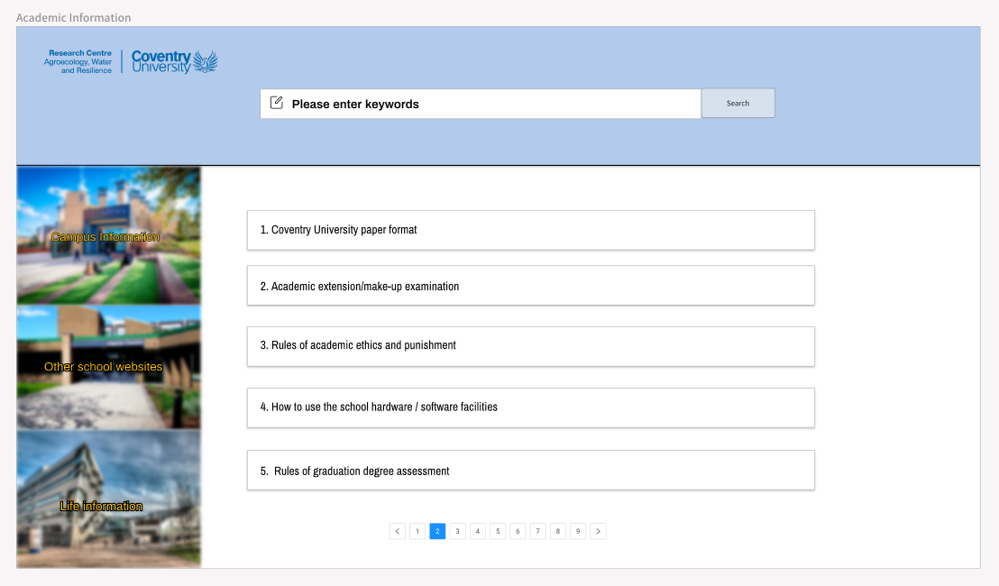 Academic Information
Research Centre
Agroecology, Water
and Resilience
Coventry
University
Please enter keywords
Search
Campus Information
Other school websites
Life information
1. Coventry University paper format
2. Academic extension/make-up examination
3. Rules of academic ethics and punishment
4. How to use the school hardware / software facilities
5. Rules of graduation degree assessment
< 1 2 3 4 5 6 7 8 9 >